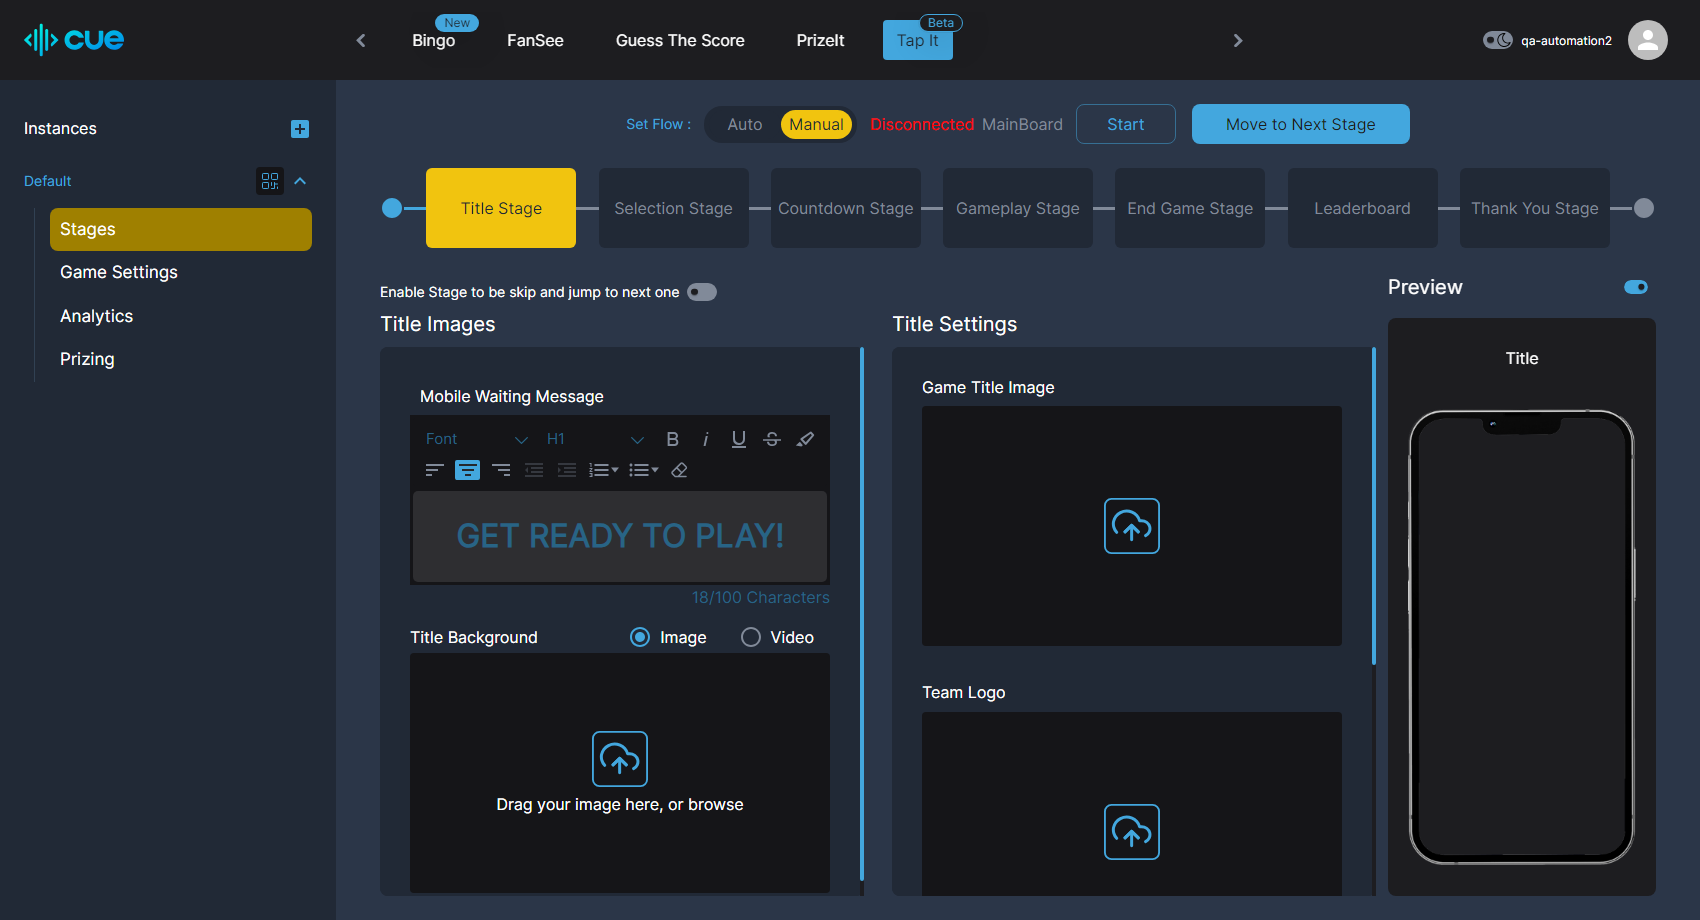 cue
Bingo
New
FanSee
Guess The Score
PrizeIt
Tap It
Beta
qa-automation2
Instances
Default
Stages
Game Settings
Analytics
Prizing
Set Flow :
Auto
Manual
Disconnected MainBoard
Start
Move to Next Stage
Title Stage
Selection Stage
Countdown Stage
Gameplay Stage
End Game Stage
Leaderboard
Thank You Stage
Enable Stage to be skip and jump to next one
Title Images
Mobile Waiting Message
Font
H1
B
i
U
S
GET READY TO PLAY!
18/100 Characters
Title Background
Image
Video
Drag your image here, or browse
Title Settings
Game Title Image
Team Logo
Preview
Title